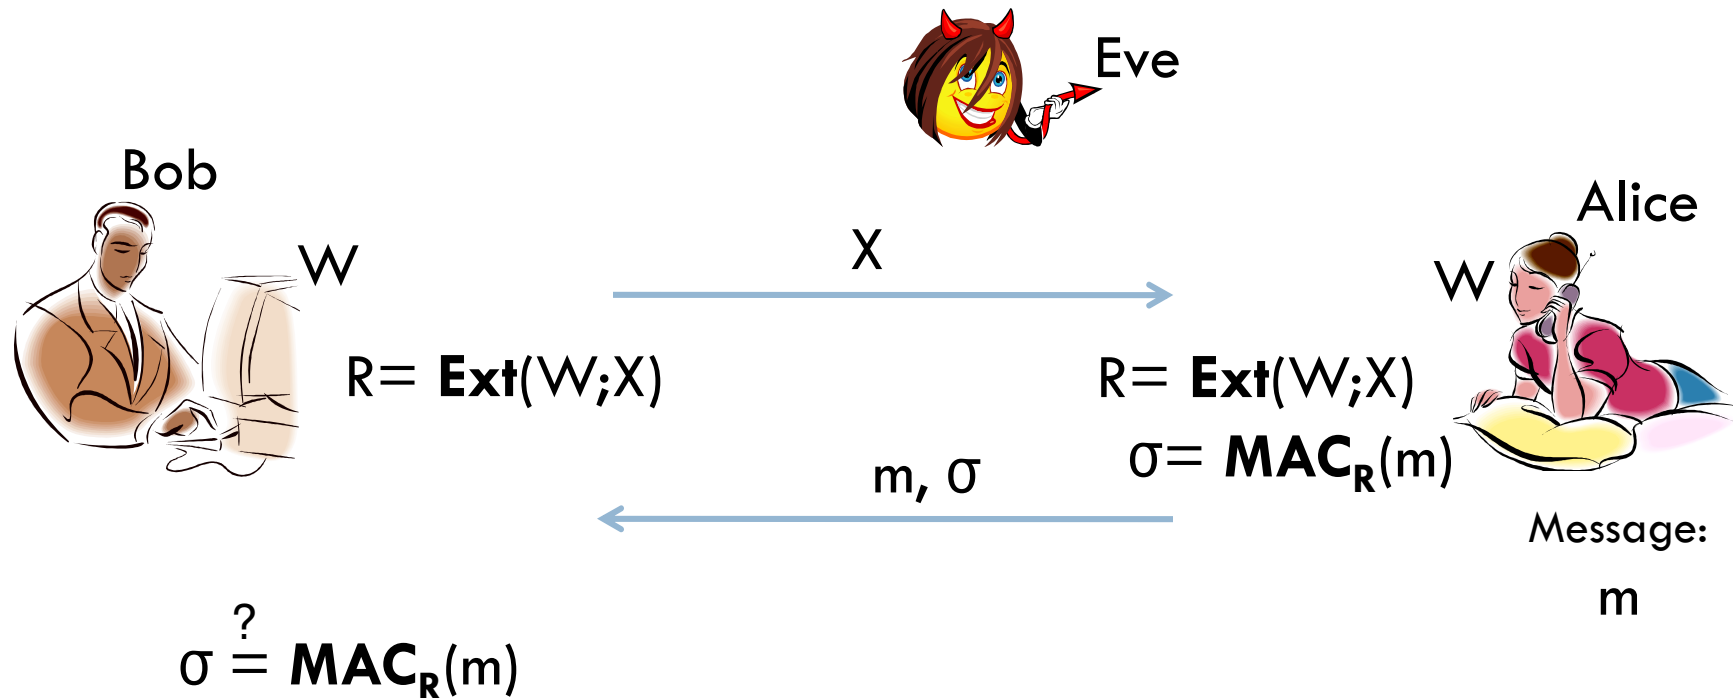 Eve
Bob
Alice
W
X
W
R= Ext(W;X)
R= Ext(W;X)
σ= MAC_R(m)
m, σ
Message:
m
?
σ = MAC_R(m)